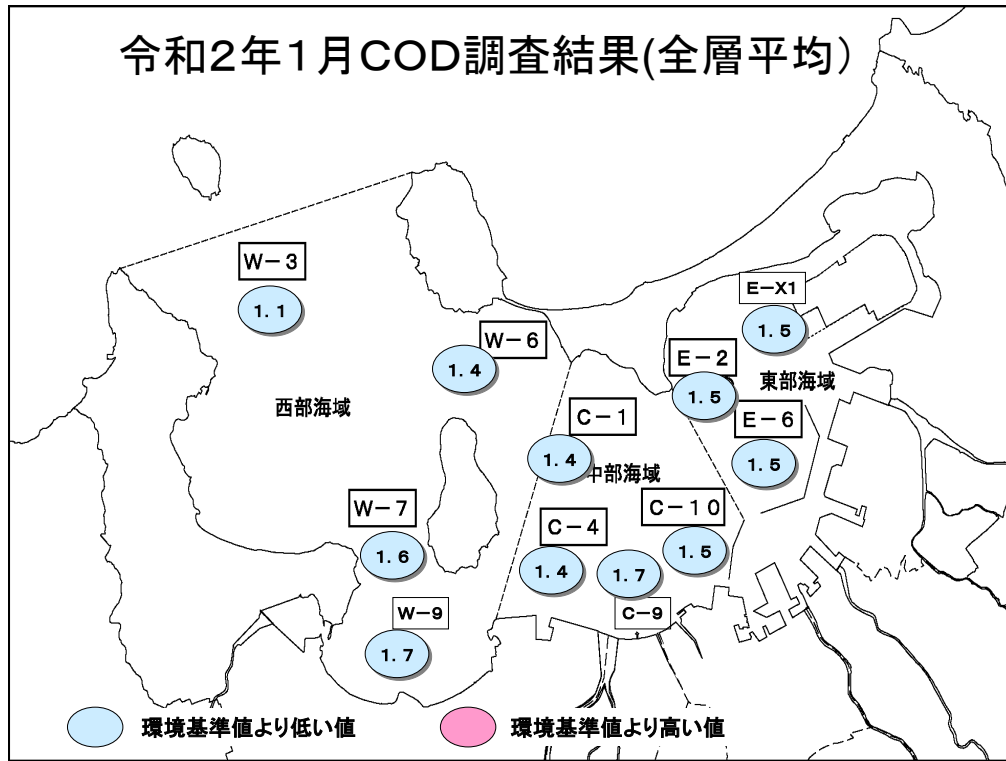 令和2年1月COD調査結果(全層平均)
W-3
1.1
E-X1
1.5
W-6
1.4
E-2
1.5
東部海域
西部海域
C-1
1.4
中部海域
E-6
1.5
W-7
1.6
C-4
1.4
C-10
1.5
1.7
C-9
W-9
1.7
環境基準値より低い値
環境基準値より高い値